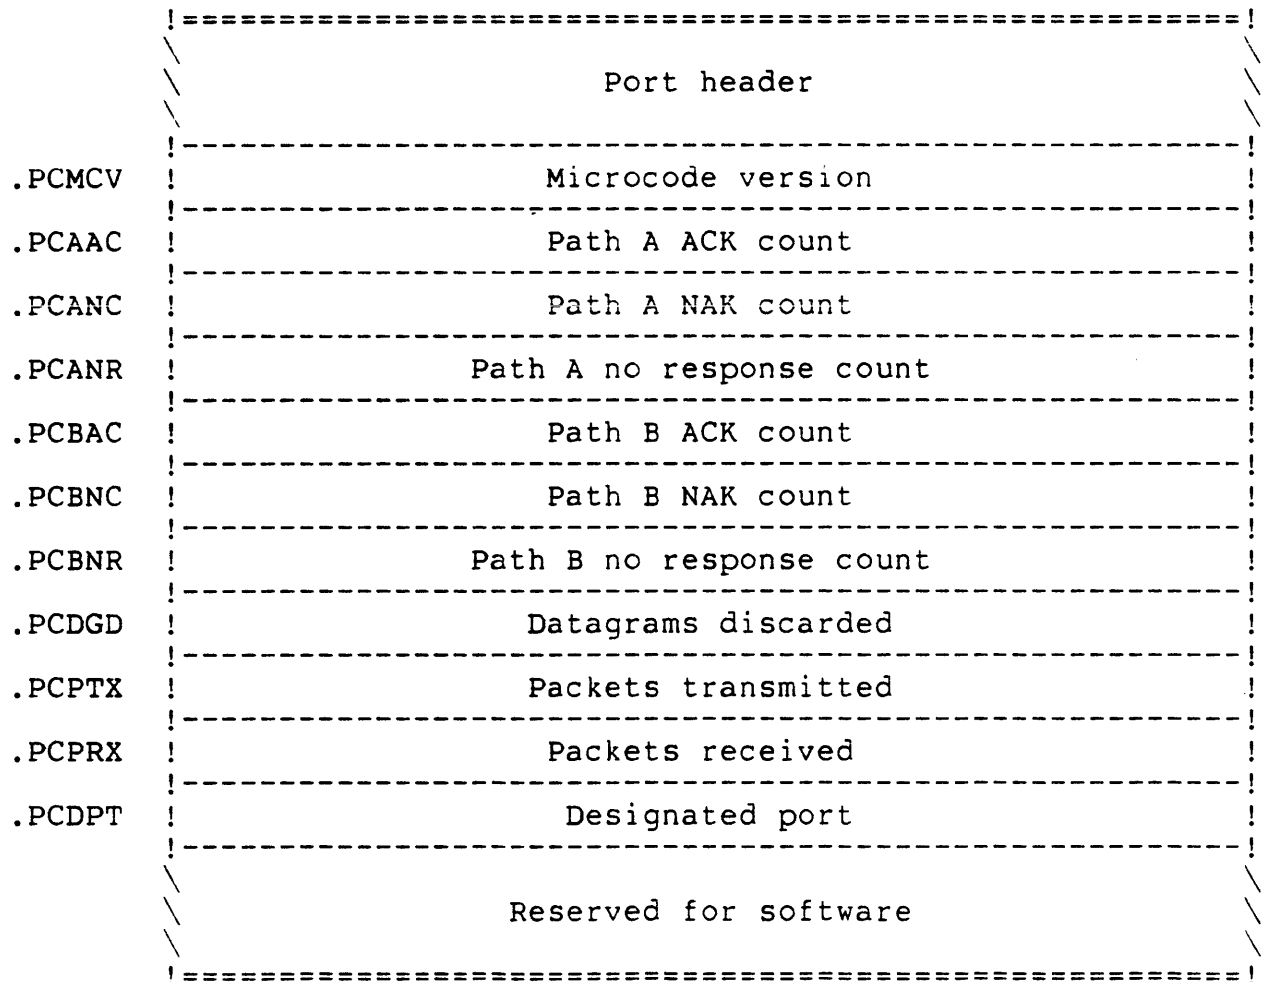 !=======================================================!
\ \
\ Port header \
\ \
!-------------------------------------------------------!
.PCMCV ! Microcode version !
!-------------------------------------------------------!
.PCAAC ! Path A ACK count !
!-------------------------------------------------------!
.PCANC ! Path A NAK count !
!-------------------------------------------------------!
.PCANR ! Path A no response count !
!-------------------------------------------------------!
.PCBAC ! Path B ACK count !
!-------------------------------------------------------!
.PCBNC ! Path B NAK count !
!-------------------------------------------------------!
.PCBNR ! Path B no response count !
!-------------------------------------------------------!
.PCDGD ! Datagrams discarded !
!-------------------------------------------------------!
.PCPTX ! Packets transmitted !
!-------------------------------------------------------!
.PCPRX ! Packets received !
!-------------------------------------------------------!
.PCDPT ! Designated port !
!-------------------------------------------------------!
\ \
\ Reserved for software \
\ \
!=======================================================!